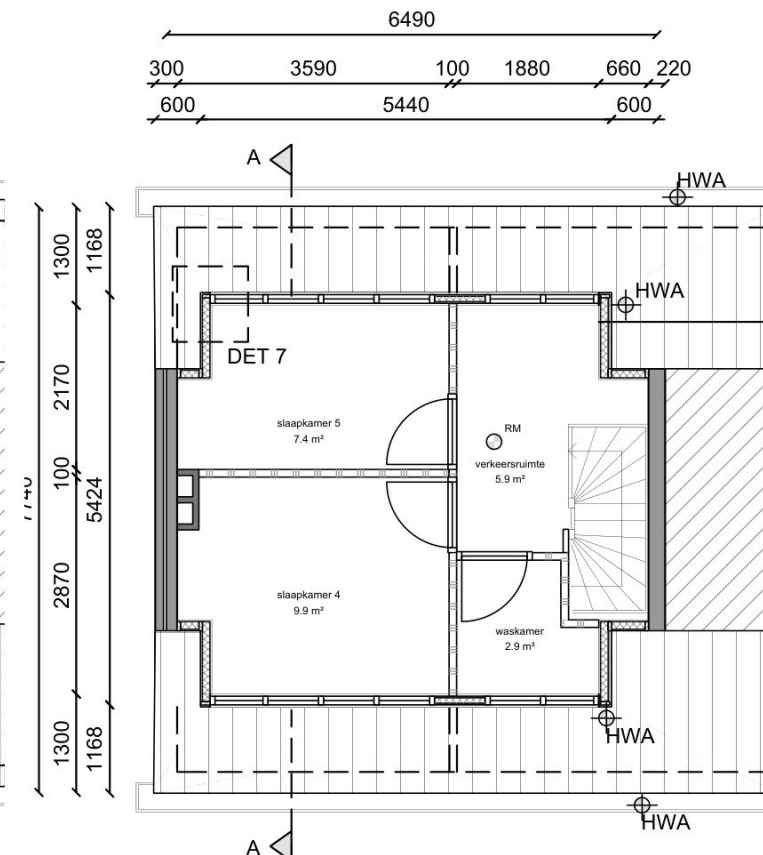 6490
300 3590 100 1880 660 220
600 5440 600
A
HWA
HWA
1300 1168
DET 7
2170
slaapkamer 5
7.4 m²
RM
verkeersruimte
5.9 m²
100
5424
2870
slaapkamer 4
9.9 m²
waskamer
2.9 m²
HWA
1300 1168
HWA
A